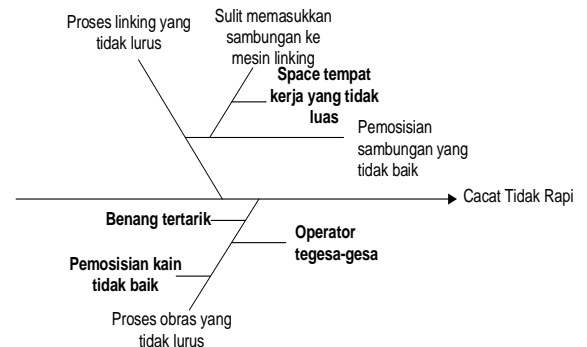 Proses linking yang
tidak lurus
Sulit memasukkan
sambungan ke
mesin linking
Space tempat
kerja yang tidak
luas
Pemosisian
sambungan yang
tidak baik
Cacat Tidak Rapi
Benang tertarik
Operator
tegesa-gesa
Pemosisian kain
tidak baik
Proses obras yang
tidak lurus